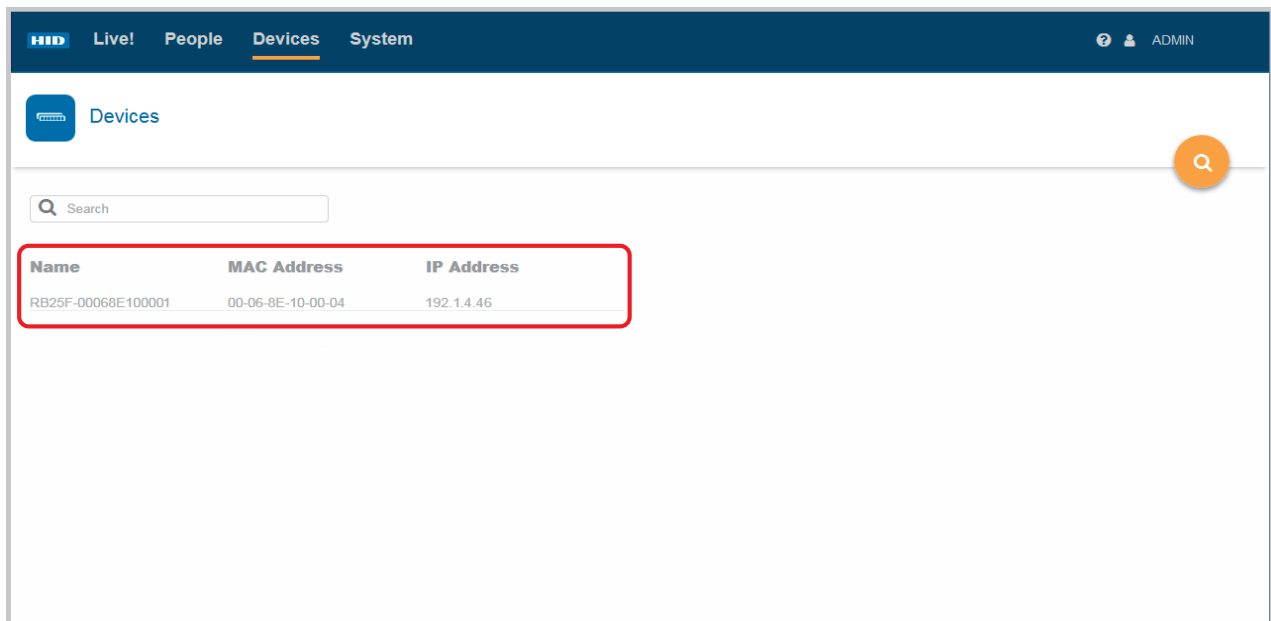 HID Live! People Devices System ADMIN
Devices
Search
Name MAC Address IP Address
RB25F-00068E100001 00-06-8E-10-00-04 192.1.4.46